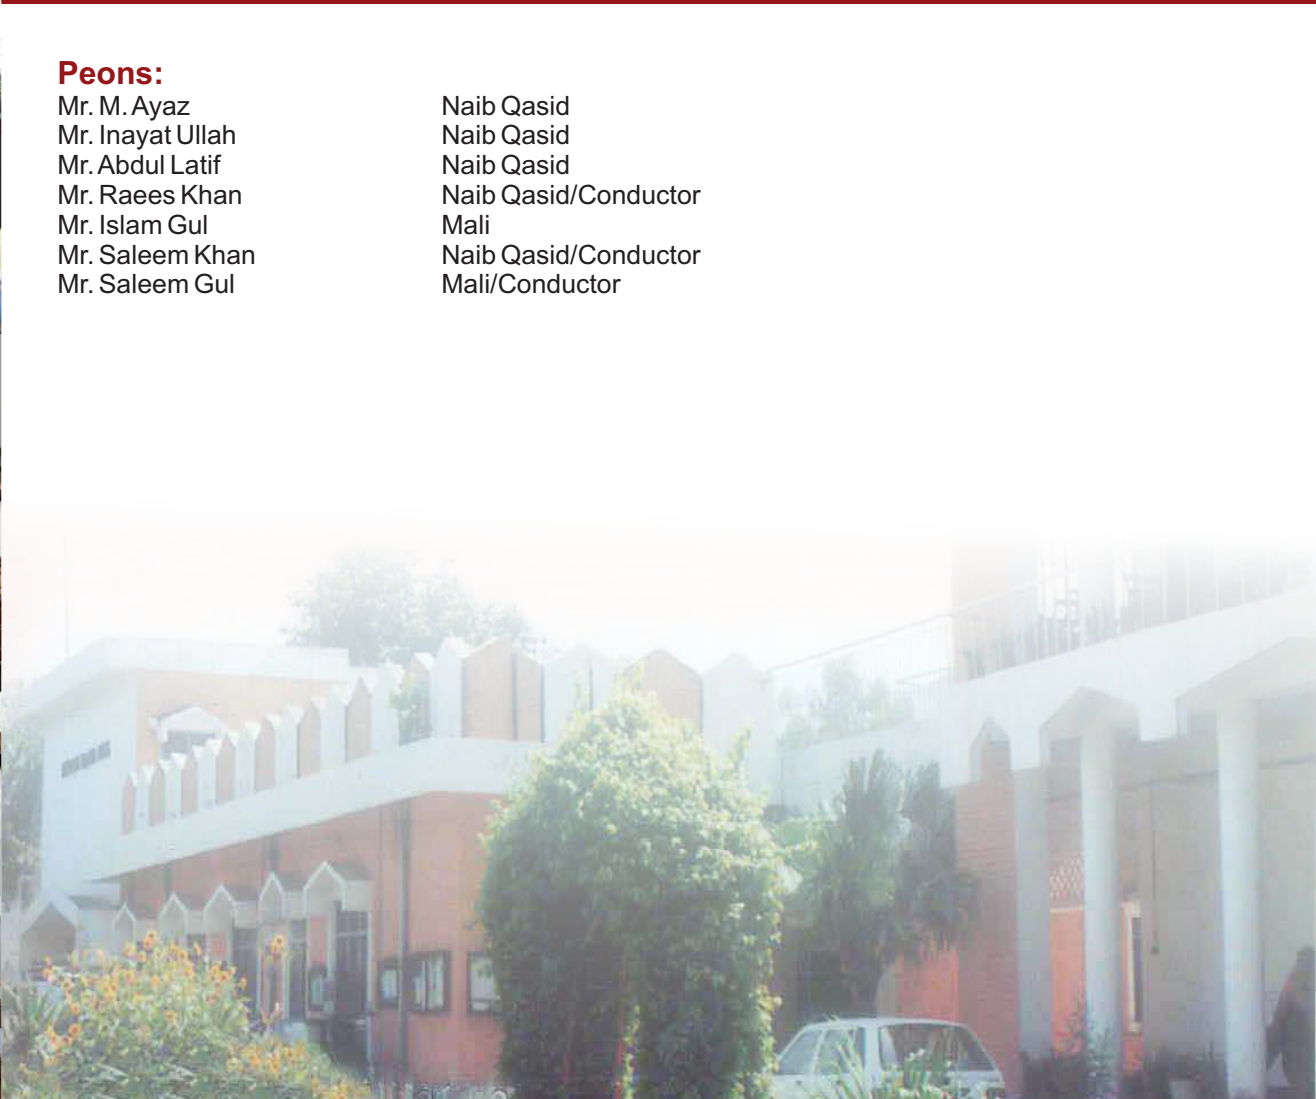 Peons:
Mr. M. Ayaz Naib Qasid
Mr. Inayat Ullah Naib Qasid
Mr. Abdul Latif Naib Qasid
Mr. Raees Khan Naib Qasid/Conductor
Mr. Islam Gul Mali
Mr. Saleem Khan Naib Qasid/Conductor
Mr. Saleem Gul Mali/Conductor